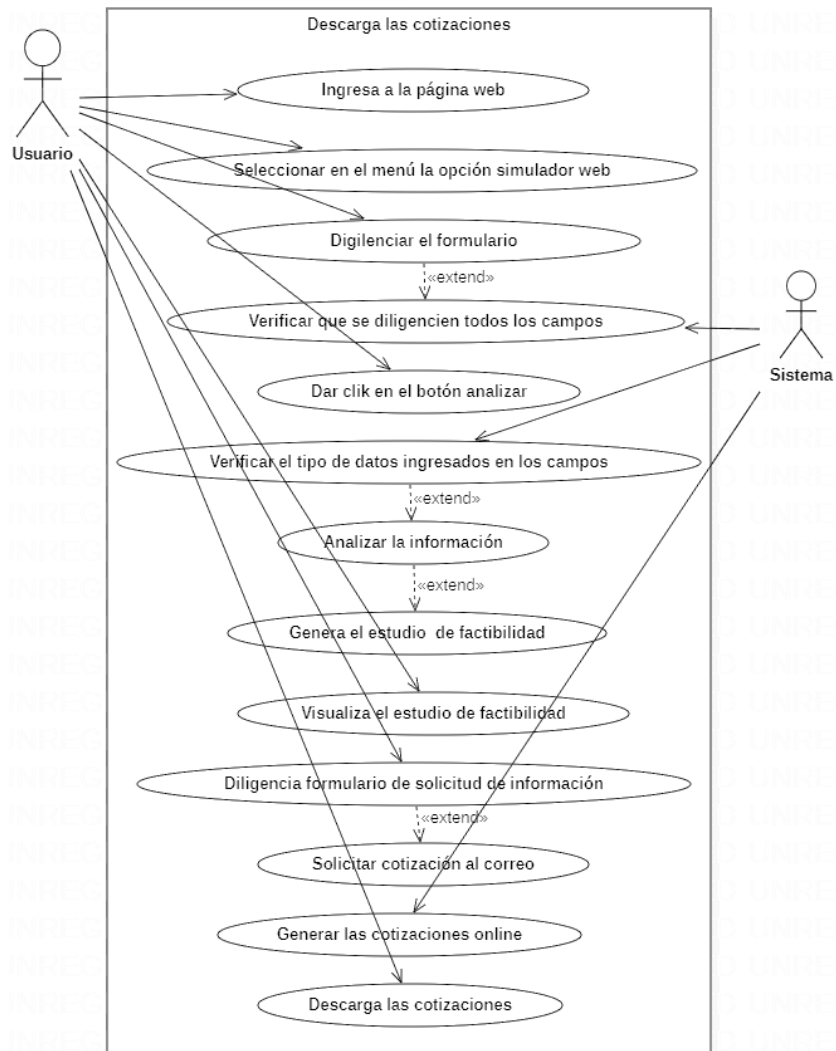 Descarga las cotizaciones
Ingresa a la página web
Usuario
Seleccionar en el menú la opción simulador web
Digilenciar el formulario
«extend»
Verificar que se diligencien todos los campos
Sistema
Dar clik en el botón analizar
Verificar el tipo de datos ingresados en los campos
«extend»
Analizar la información
«extend»
Genera el estudio de factibilidad
Visualiza el estudio de factibilidad
Diligencia formulario de solicitud de información
«extend»
Solicitar cotización al correo
Generar las cotizaciones online
Descarga las cotizaciones